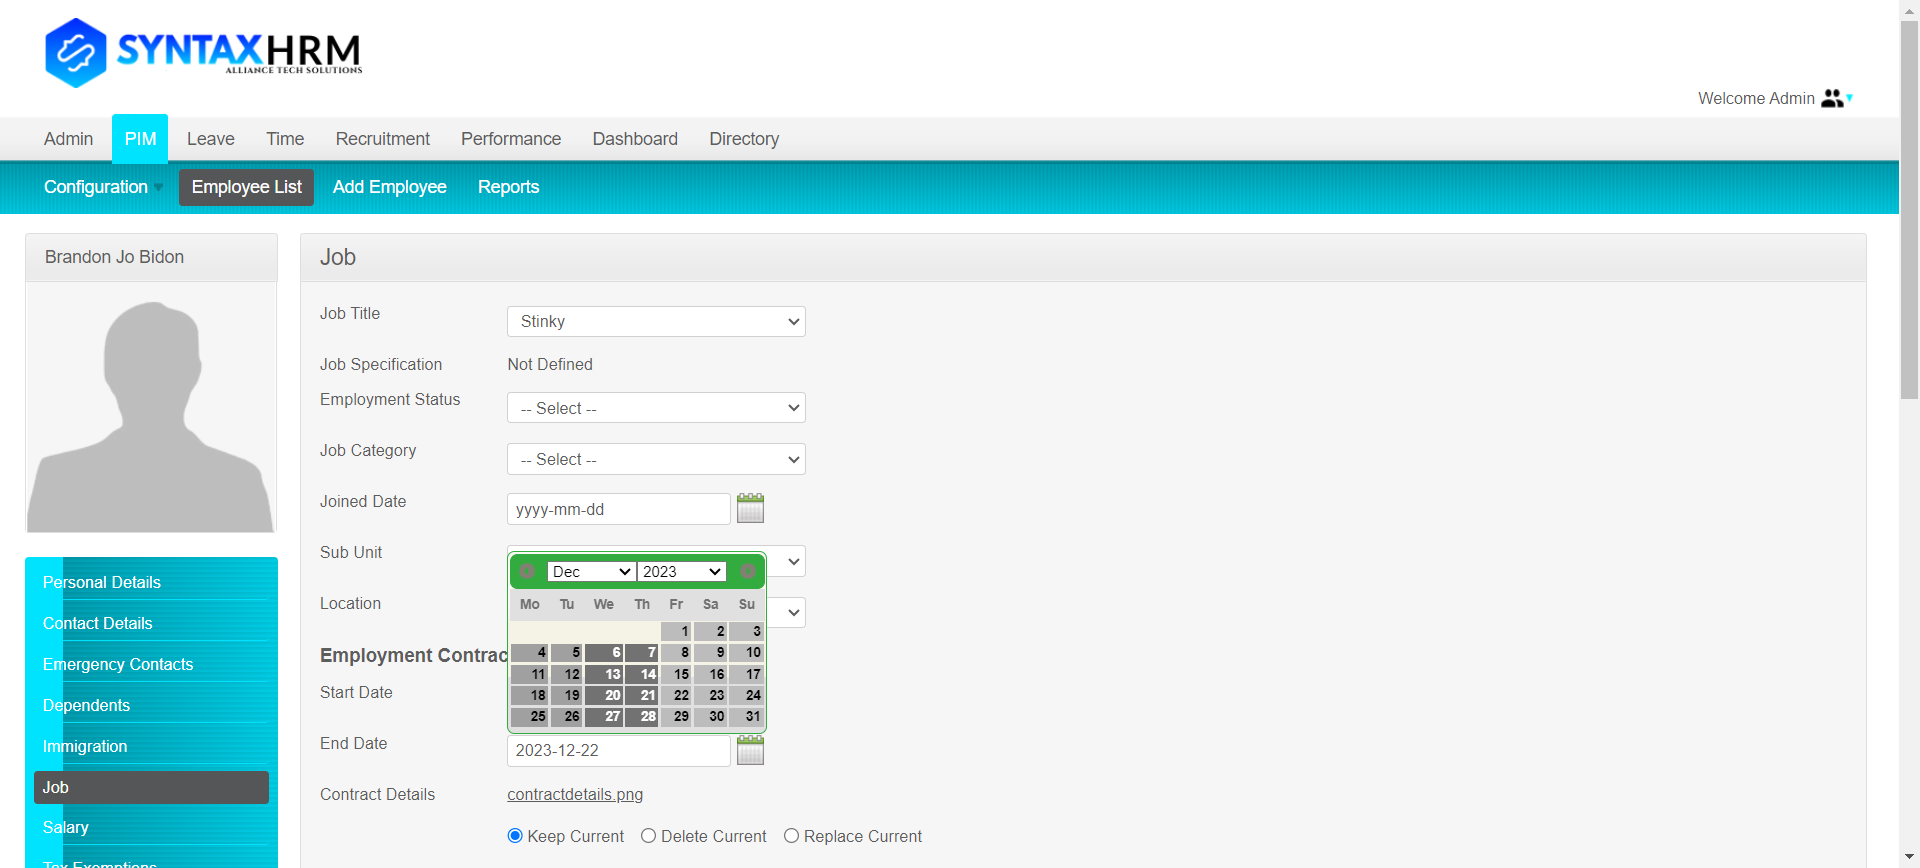 SYNTAXHRM
ALLIANCE TECH SOLUTIONS
Welcome Admin
Admin PIM Leave Time Recruitment Performance Dashboard Directory
Configuration Employee List Add Employee Reports
Brandon Jo Bidon
Personal Details
Contact Details
Emergency Contacts
Dependents
Immigration
Job
Salary
Tax Exemptions
Job
Job Title Stinky
Job Specification Not Defined
Employment Status -- Select --
Job Category -- Select --
Joined Date yyyy-mm-dd
Sub Unit
Location
Dec 2023
Mo Tu We Th Fr Sa Su
1 2 3
4 5 6 7 8 9 10
11 12 13 14 15 16 17
18 19 20 21 22 23 24
25 26 27 28 29 30 31
Employment Contrac
Start Date
End Date 2023-12-22
Contract Details contractdetails.png
Keep Current Delete Current Replace Current